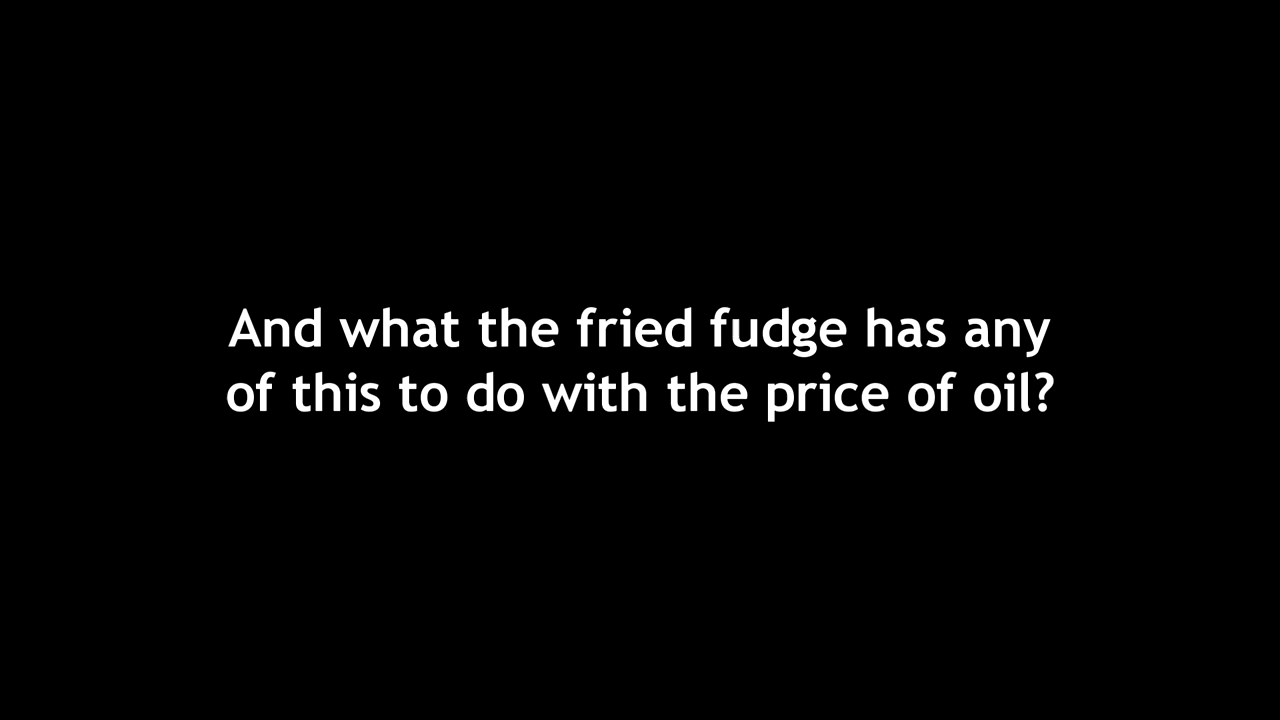 And what the fried fudge has any
of this to do with the price of oil?